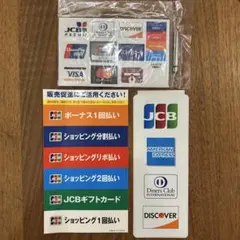 JCB
PREMO
DISCOVER
VISA
販売促進にご活用ください!
ボーナス1回払い
ショッピング分割払い
ショッピングリボ払い
ショッピング2回払い
JCBギフトカード
ショッピング1回払い
JCB
AMERICAN
EXPRESS
Diners Club
INTERNATIONAL
DISCOVER